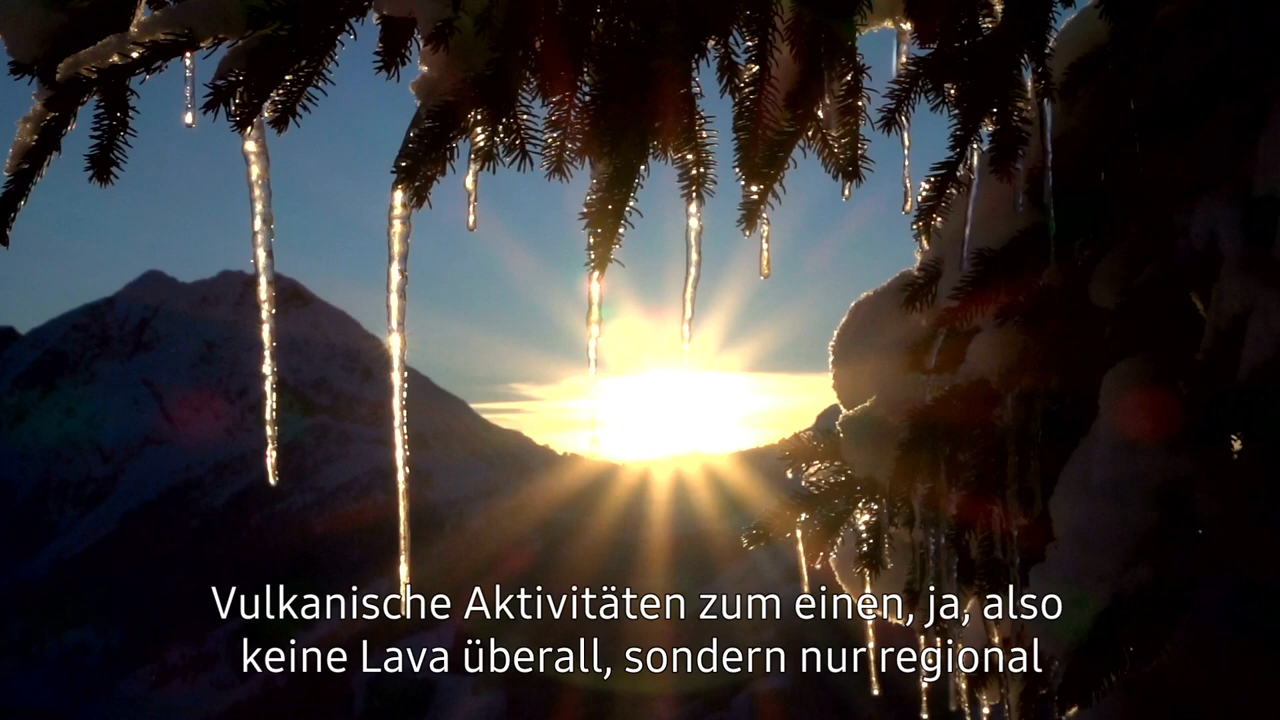 Vulkanische Aktivitäten zum einen, ja, also
keine Lava überall, sondern nur regional